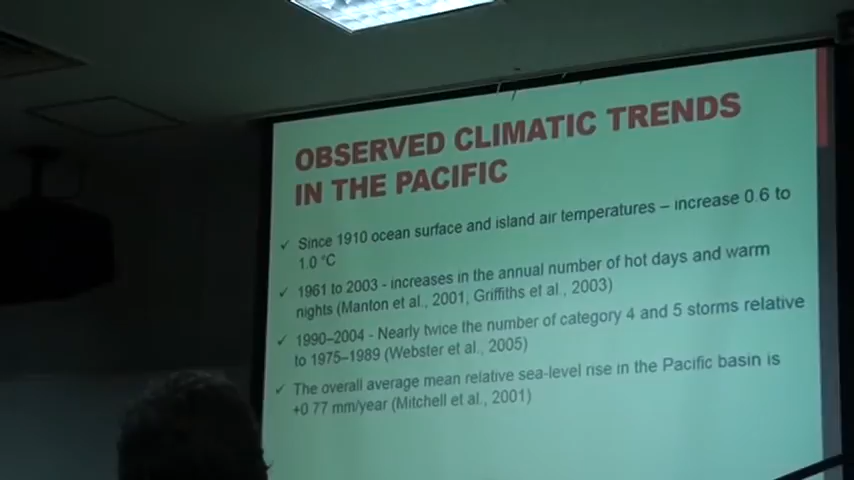 OBSERVED CLIMATIC TRENDS
IN THE PACIFIC
✓ Since 1910 ocean surface and island air temperatures – increase 0.6 to
1.0 °C
✓ 1961 to 2003 - increases in the annual number of hot days and warm
nights (Manton et al., 2001, Griffiths et al., 2003)
✓ 1990–2004 - Nearly twice the number of category 4 and 5 storms relative
to 1975–1989 (Webster et al., 2005)
✓ The overall average mean relative sea-level rise in the Pacific basin is
+0.77 mm/year (Mitchell et al., 2001)